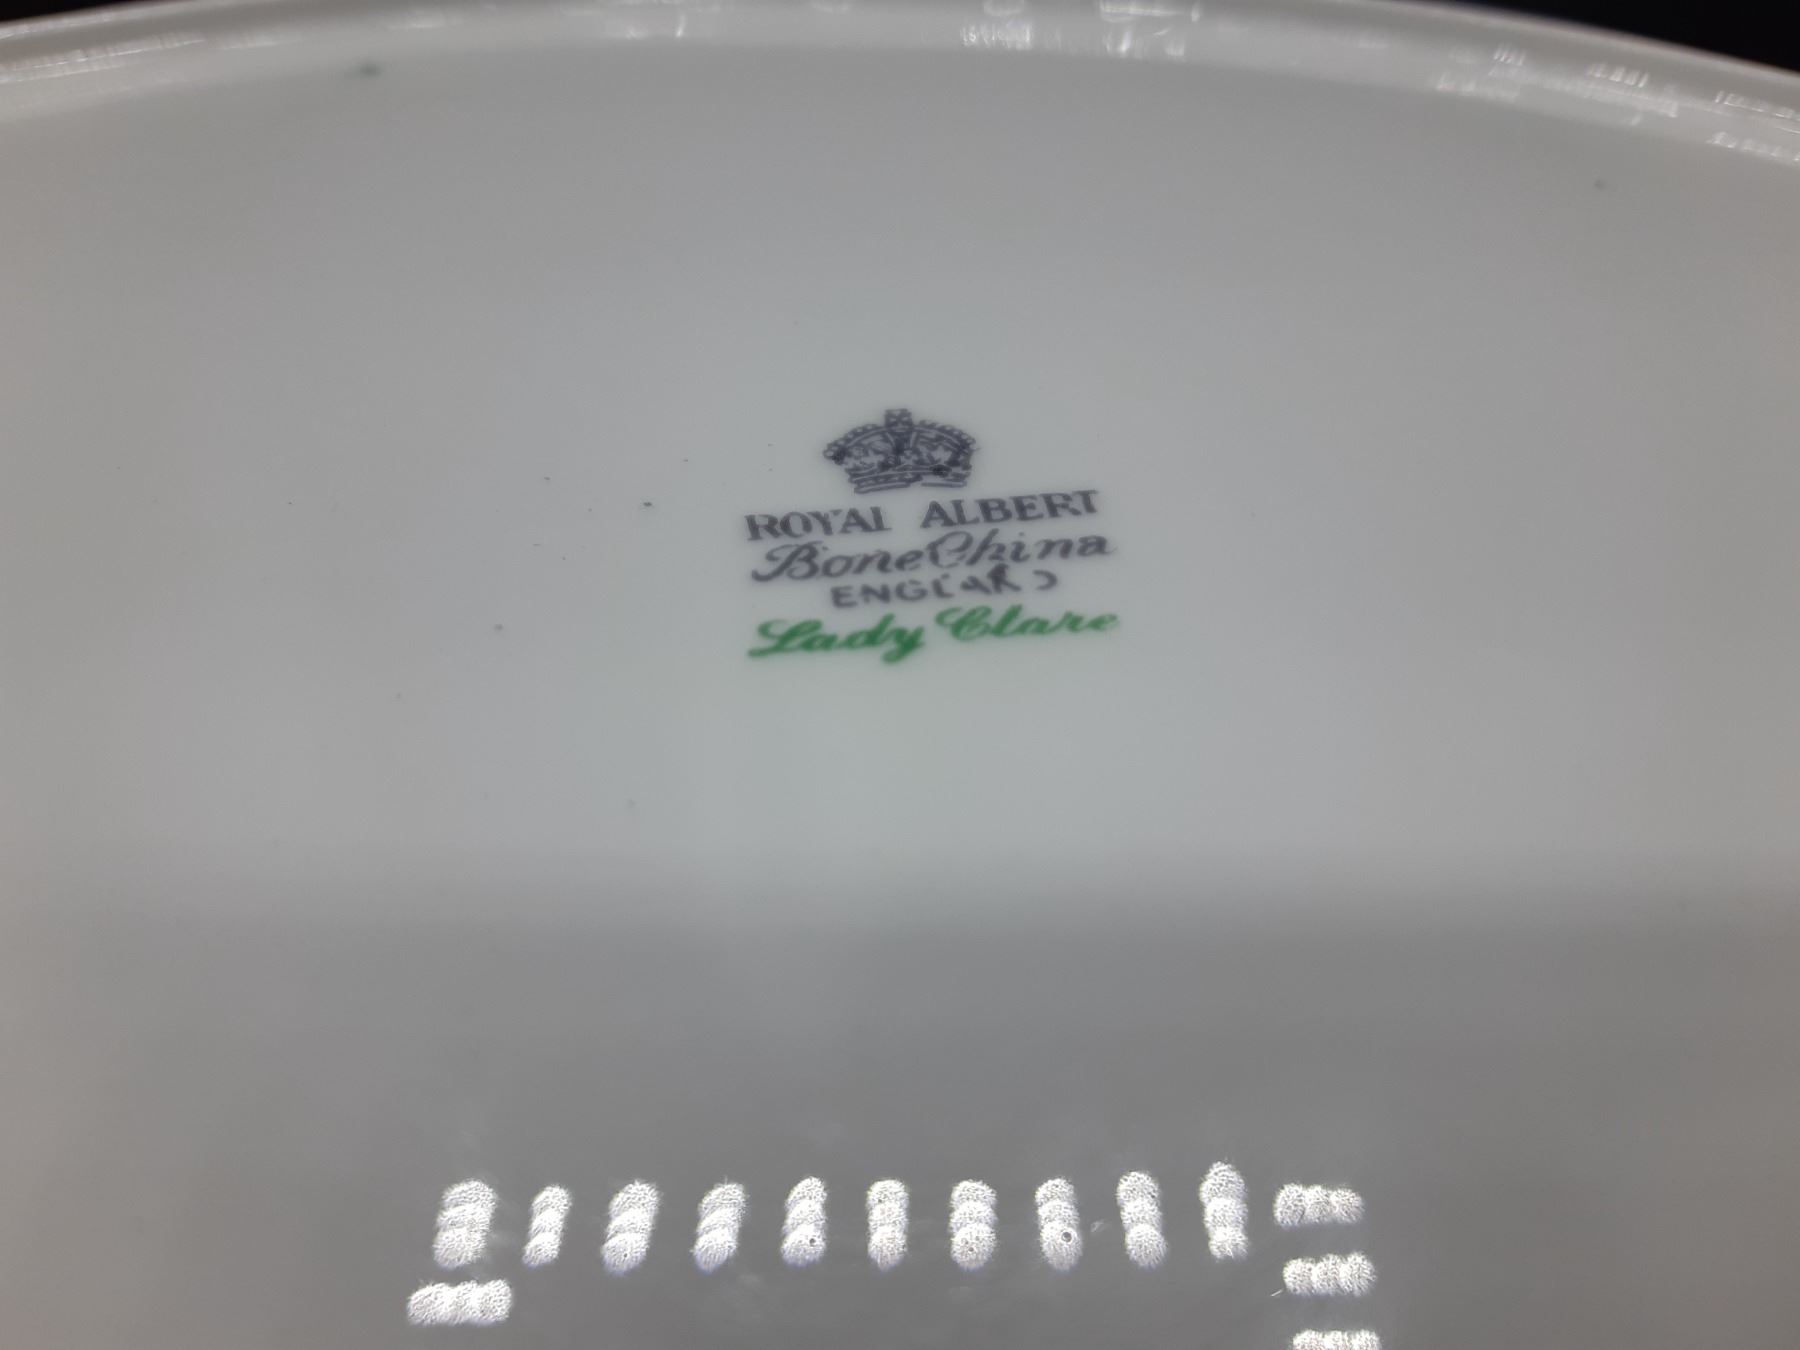 ROYAL ALBERT
Bone China
ENGLAND
Lady Clare